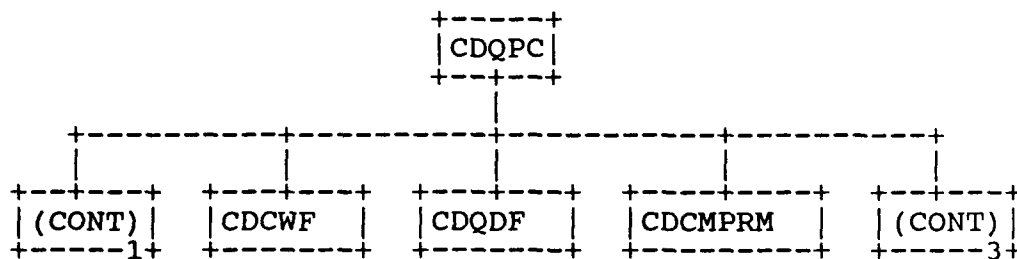 CDQPC
(CONT) CDCWF CDQDF CDCMPRM (CONT)
1 3